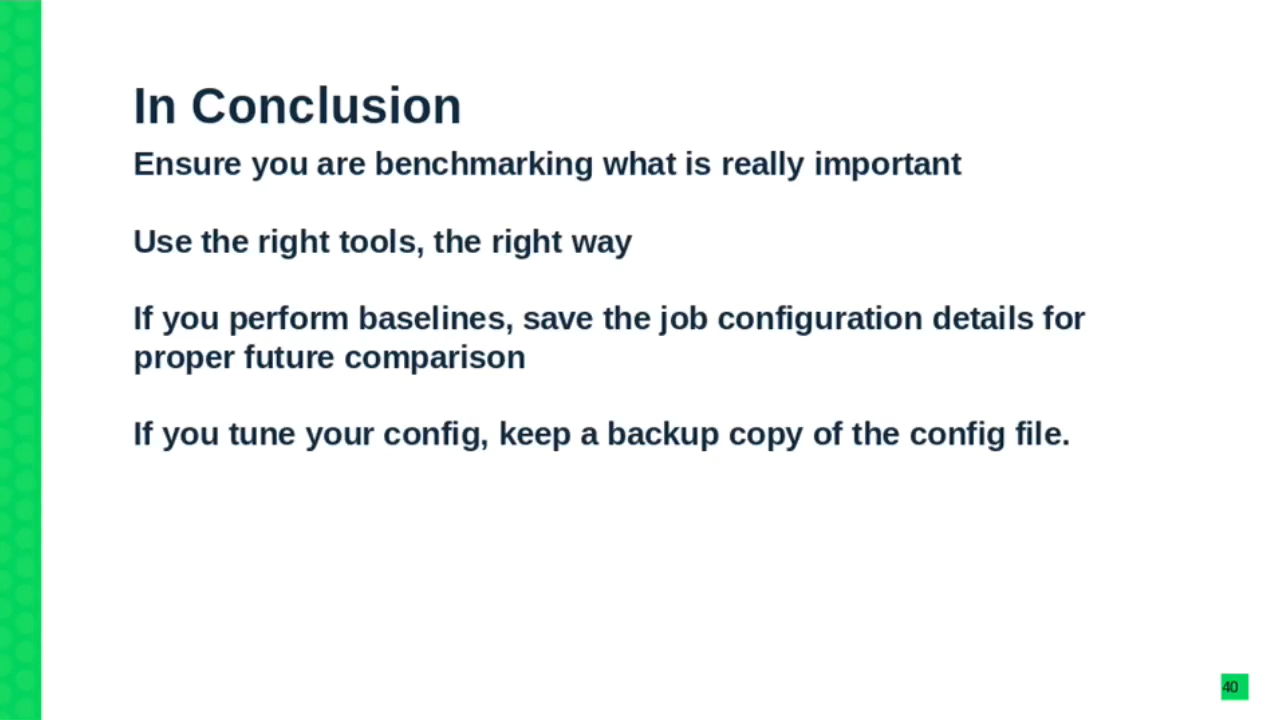 In Conclusion
Ensure you are benchmarking what is really important
Use the right tools, the right way
If you perform baselines, save the job configuration details for
proper future comparison
If you tune your config, keep a backup copy of the config file.
40